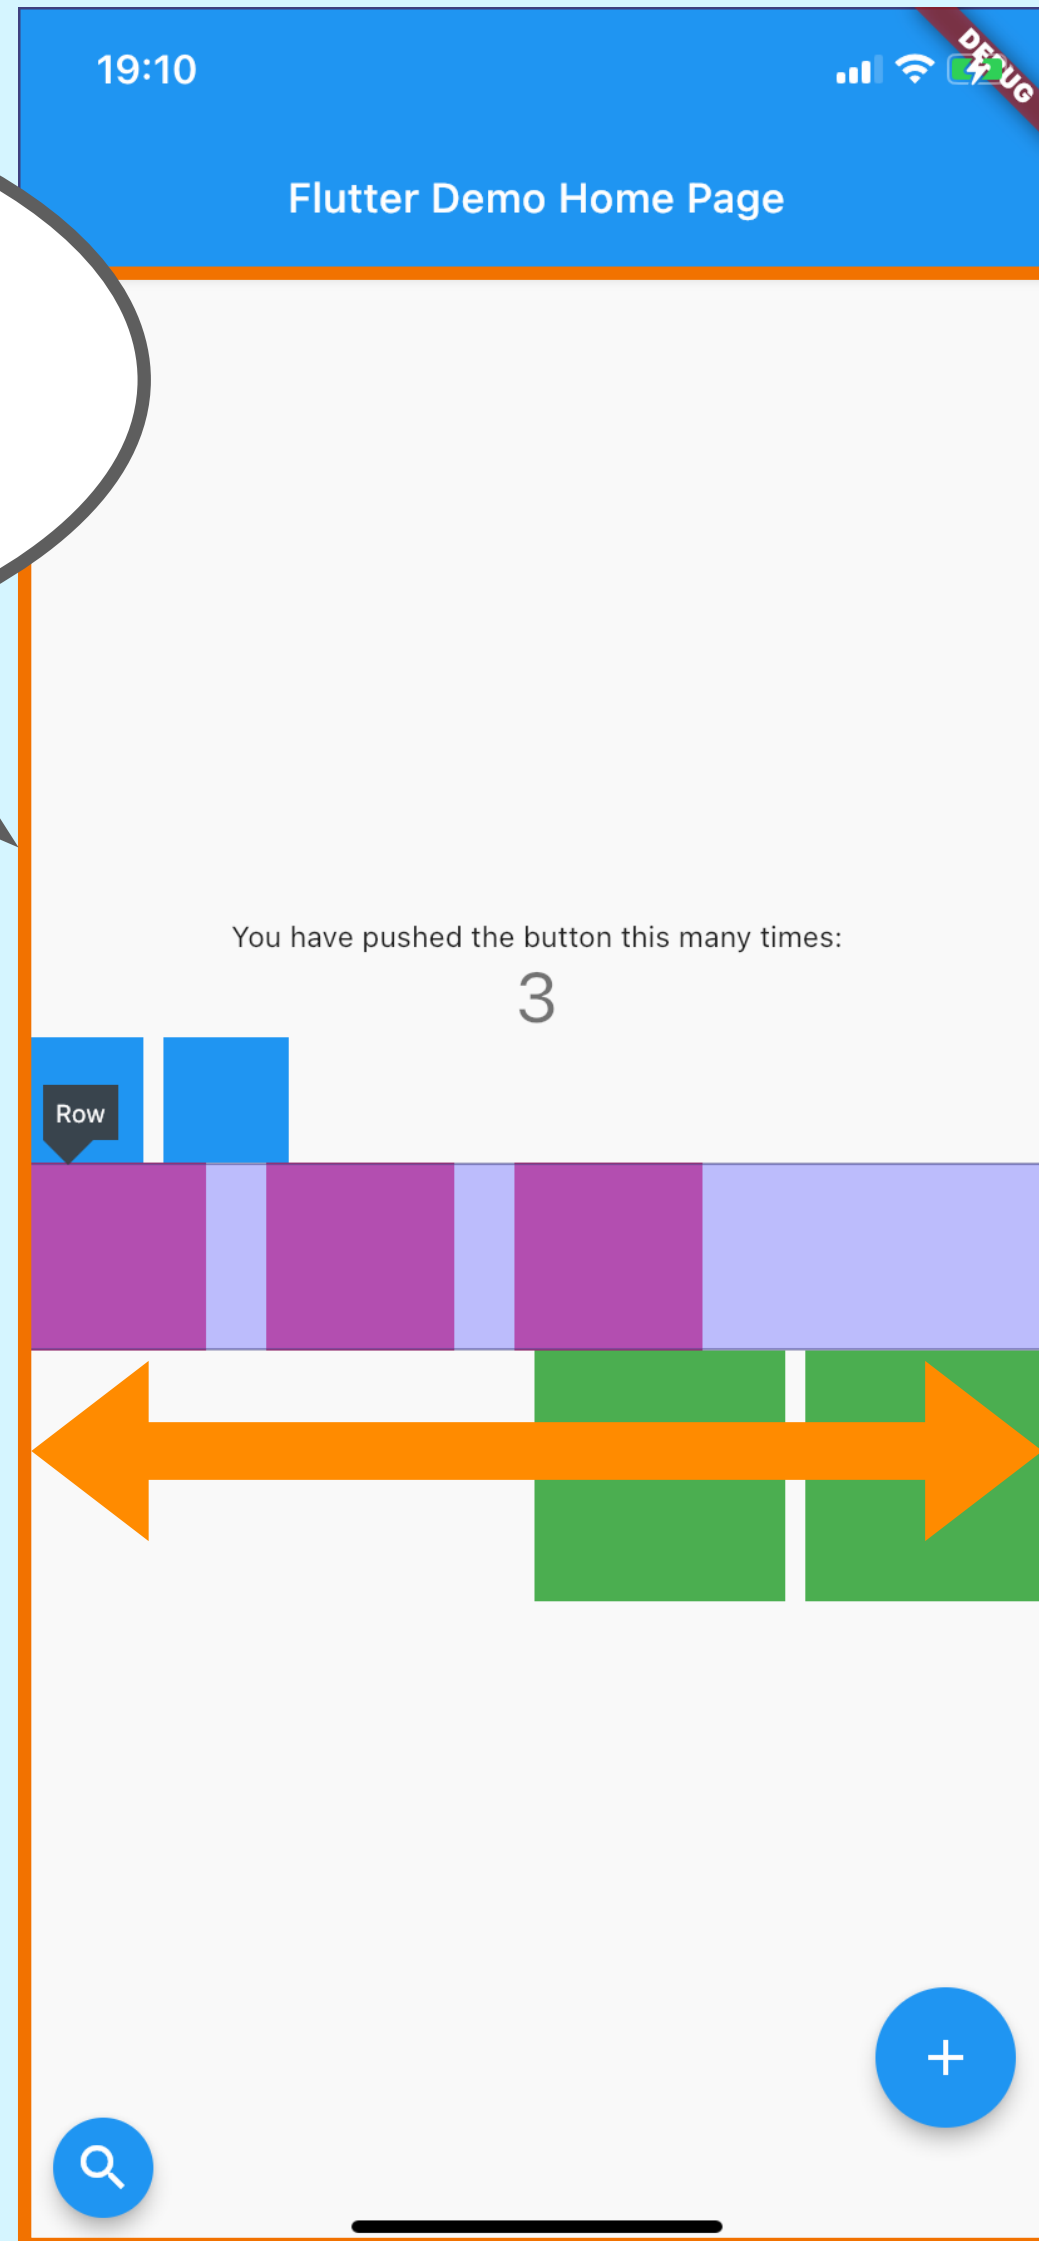 19:10
DEBUG
Flutter Demo Home Page
You have pushed the button this many times:
3
Row